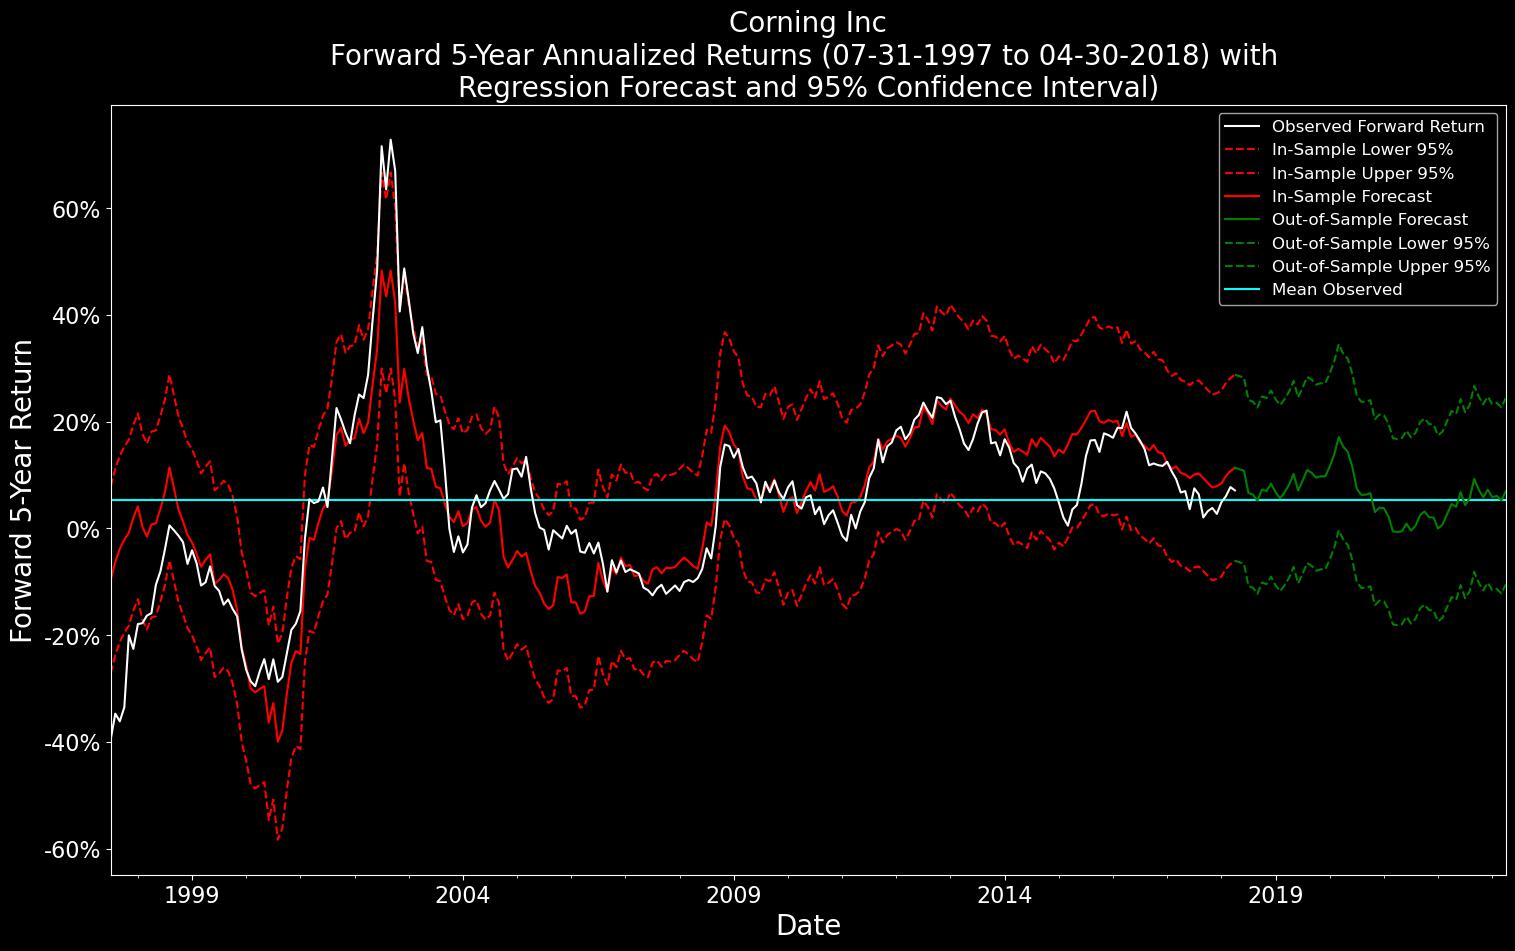 Corning Inc
Forward 5-Year Annualized Returns (07-31-1997 to 04-30-2018) with
Regression Forecast and 95% Confidence Interval)
Observed Forward Return
In-Sample Lower 95%
In-Sample Upper 95%
In-Sample Forecast
Out-of-Sample Forecast
Out-of-Sample Lower 95%
Out-of-Sample Upper 95%
Mean Observed
Forward 5-Year Return
60%
40%
20%
0%
-20%
-40%
-60%
1999
2004
2009
2014
2019
Date